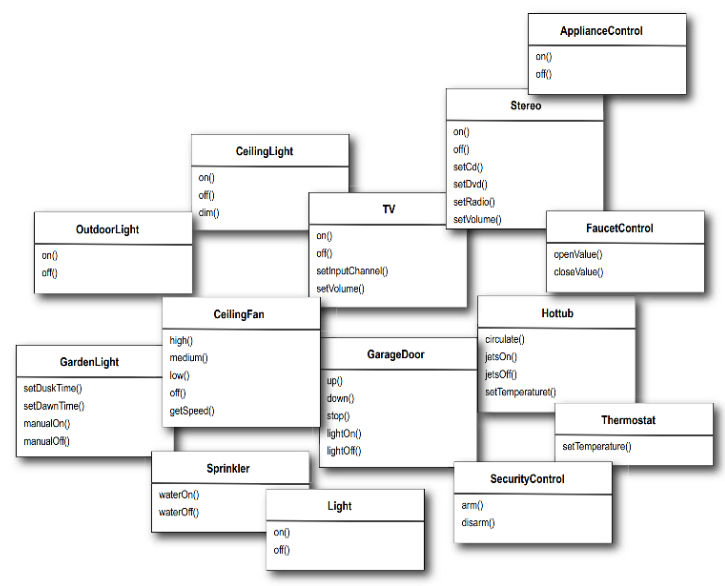 ApplianceControl
on()
off()
Stereo
on()
off()
setCd()
setDvd()
setRadio()
setVolume()
CeilingLight
on()
off()
dim()
TV
on()
off()
setInputChannel()
setVolume()
OutdoorLight
on()
off()
FaucetControl
openValue()
closeValue()
CeilingFan
high()
medium()
low()
off()
getSpeed()
Hottub
circulate()
jetsOn()
jetsOff()
setTemperaturet()
GardenLight
setDuskTime()
setDawnTime()
manualOn()
manualOff()
GarageDoor
up()
down()
stop()
lightOn()
lightOff()
Thermostat
setTemperature()
Sprinkler
waterOn()
waterOff()
SecurityControl
arm()
disarm()
Light
on()
off()